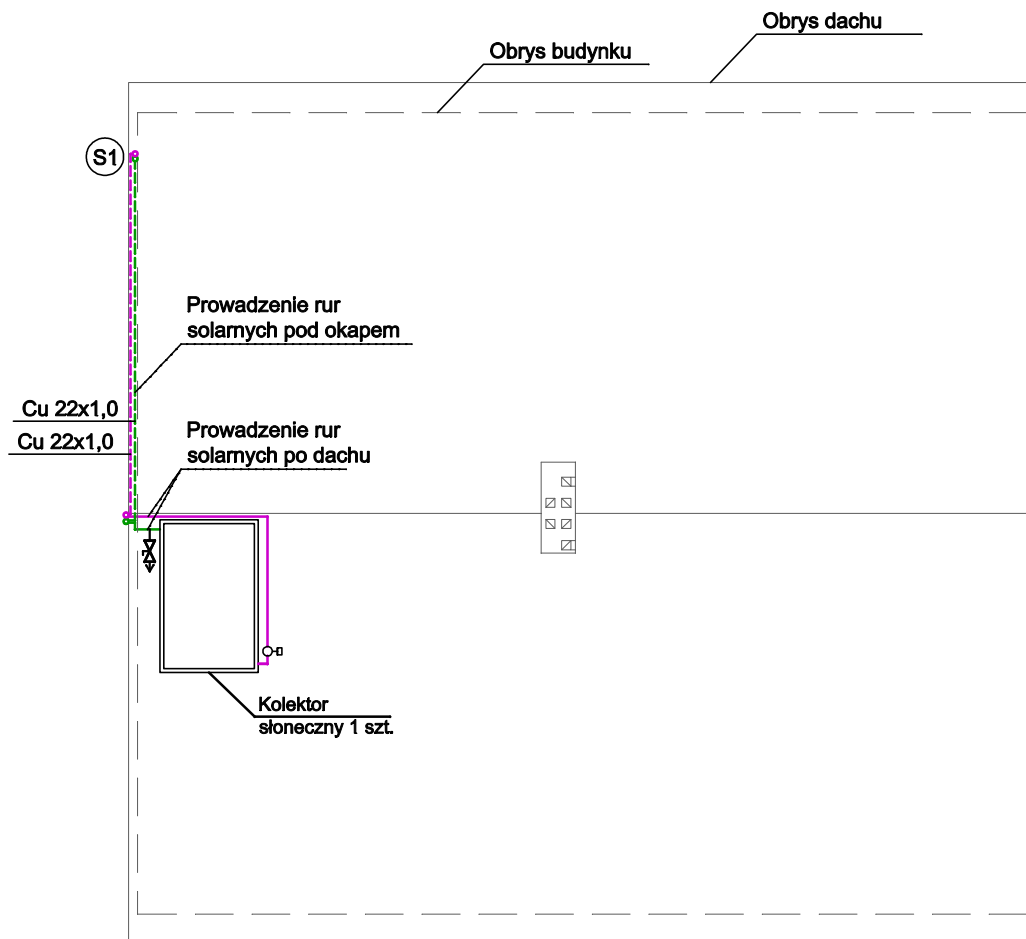 Obrys dachu
Obrys budynku
S1
Prowadzenie rur
solarnych pod okapem
Cu 22x1,0
Cu 22x1,0
Prowadzenie rur
solarnych po dachu
Kolektor
słoneczny 1 szt.